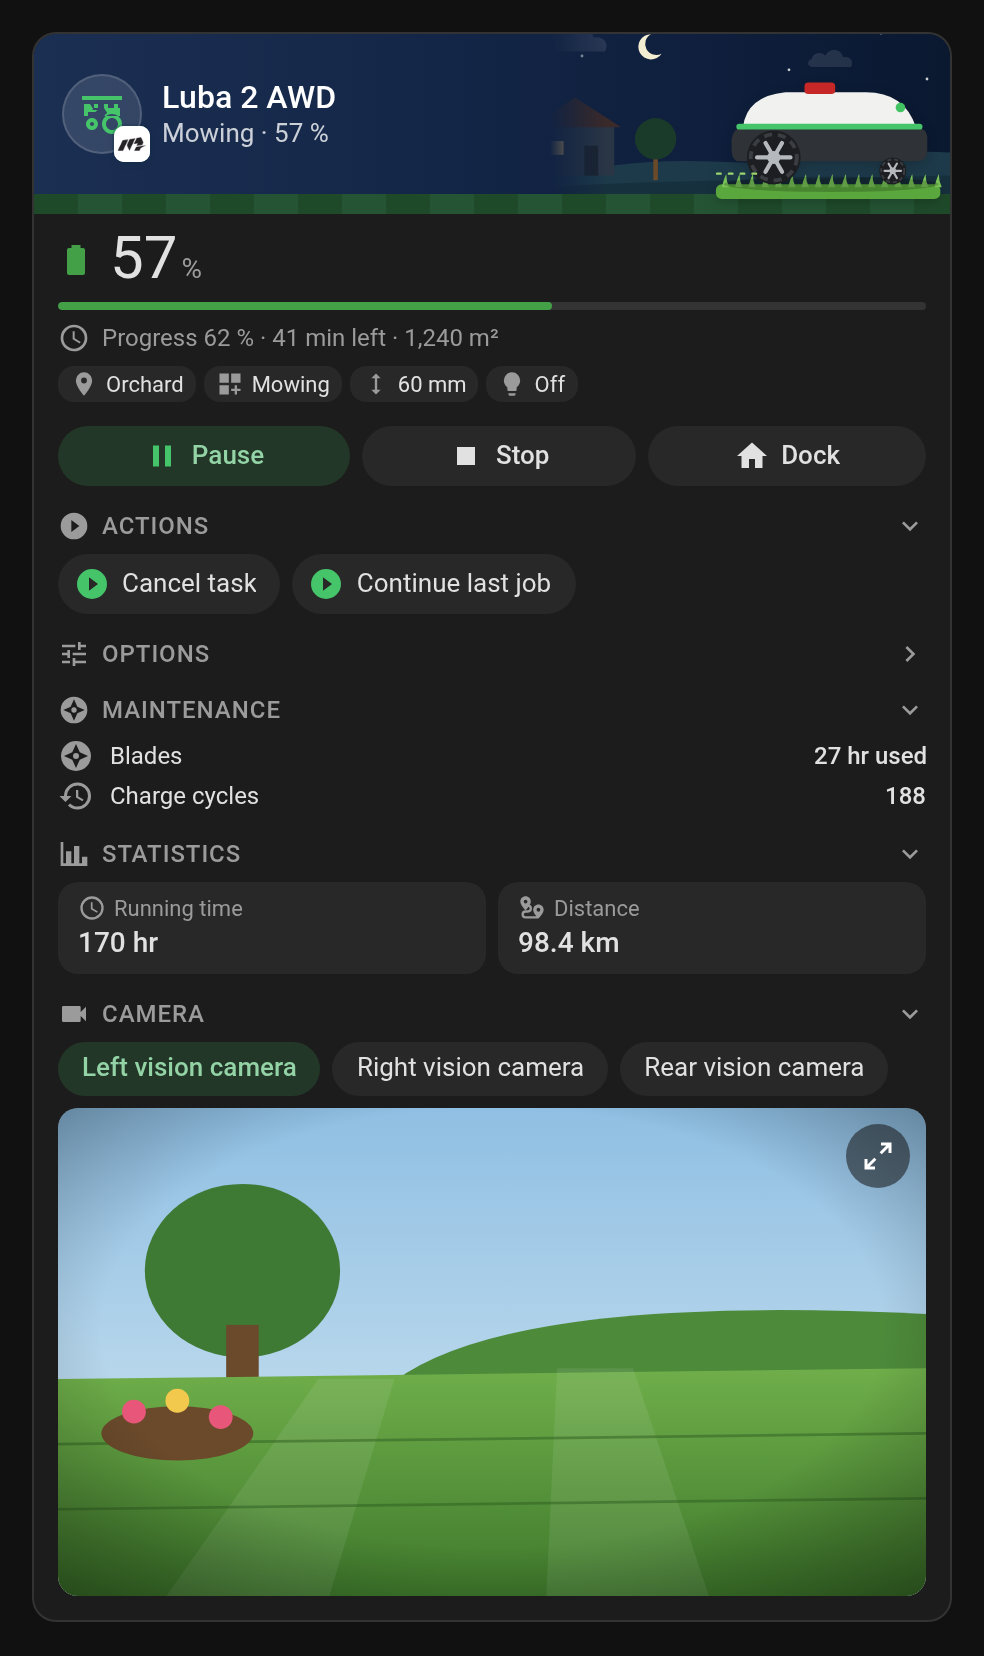 Luba 2 AWD
Mowing · 57 %
57 %
Progress 62 % · 41 min left · 1,240 m²
Orchard Mowing 60 mm Off
Pause Stop Dock
ACTIONS
Cancel task Continue last job
OPTIONS
MAINTENANCE
Blades 27 hr used
Charge cycles 188
STATISTICS
Running time Distance
170 hr 98.4 km
CAMERA
Left vision camera Right vision camera Rear vision camera